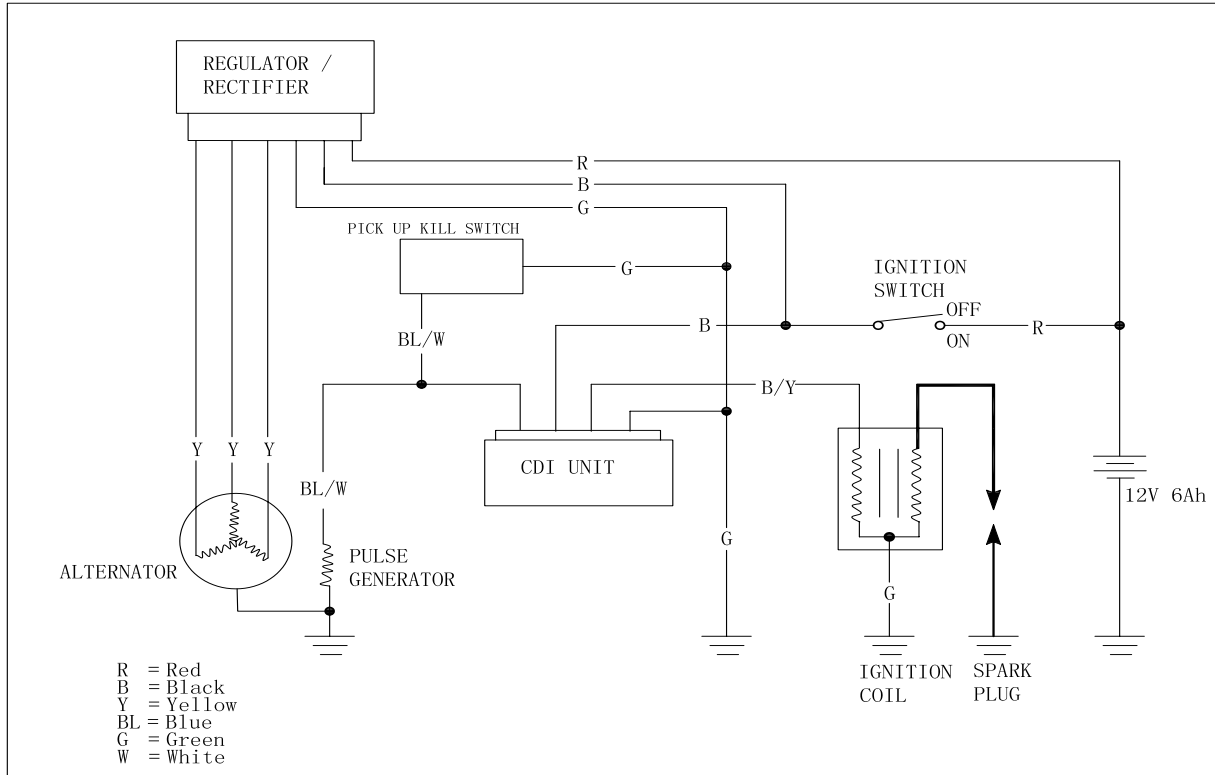 REGULATOR /
RECTIFIER
R
B
G
PICK UP KILL SWITCH
G
IGNITION
SWITCH
OFF
ON
B
R
BL/W
B/Y
CDI UNIT
Y Y Y
BL/W
12V 6Ah
G
ALTERNATOR
PULSE
GENERATOR
G
IGNITION
COIL
SPARK
PLUG
R = Red
B = Black
Y = Yellow
BL = Blue
G = Green
W = White